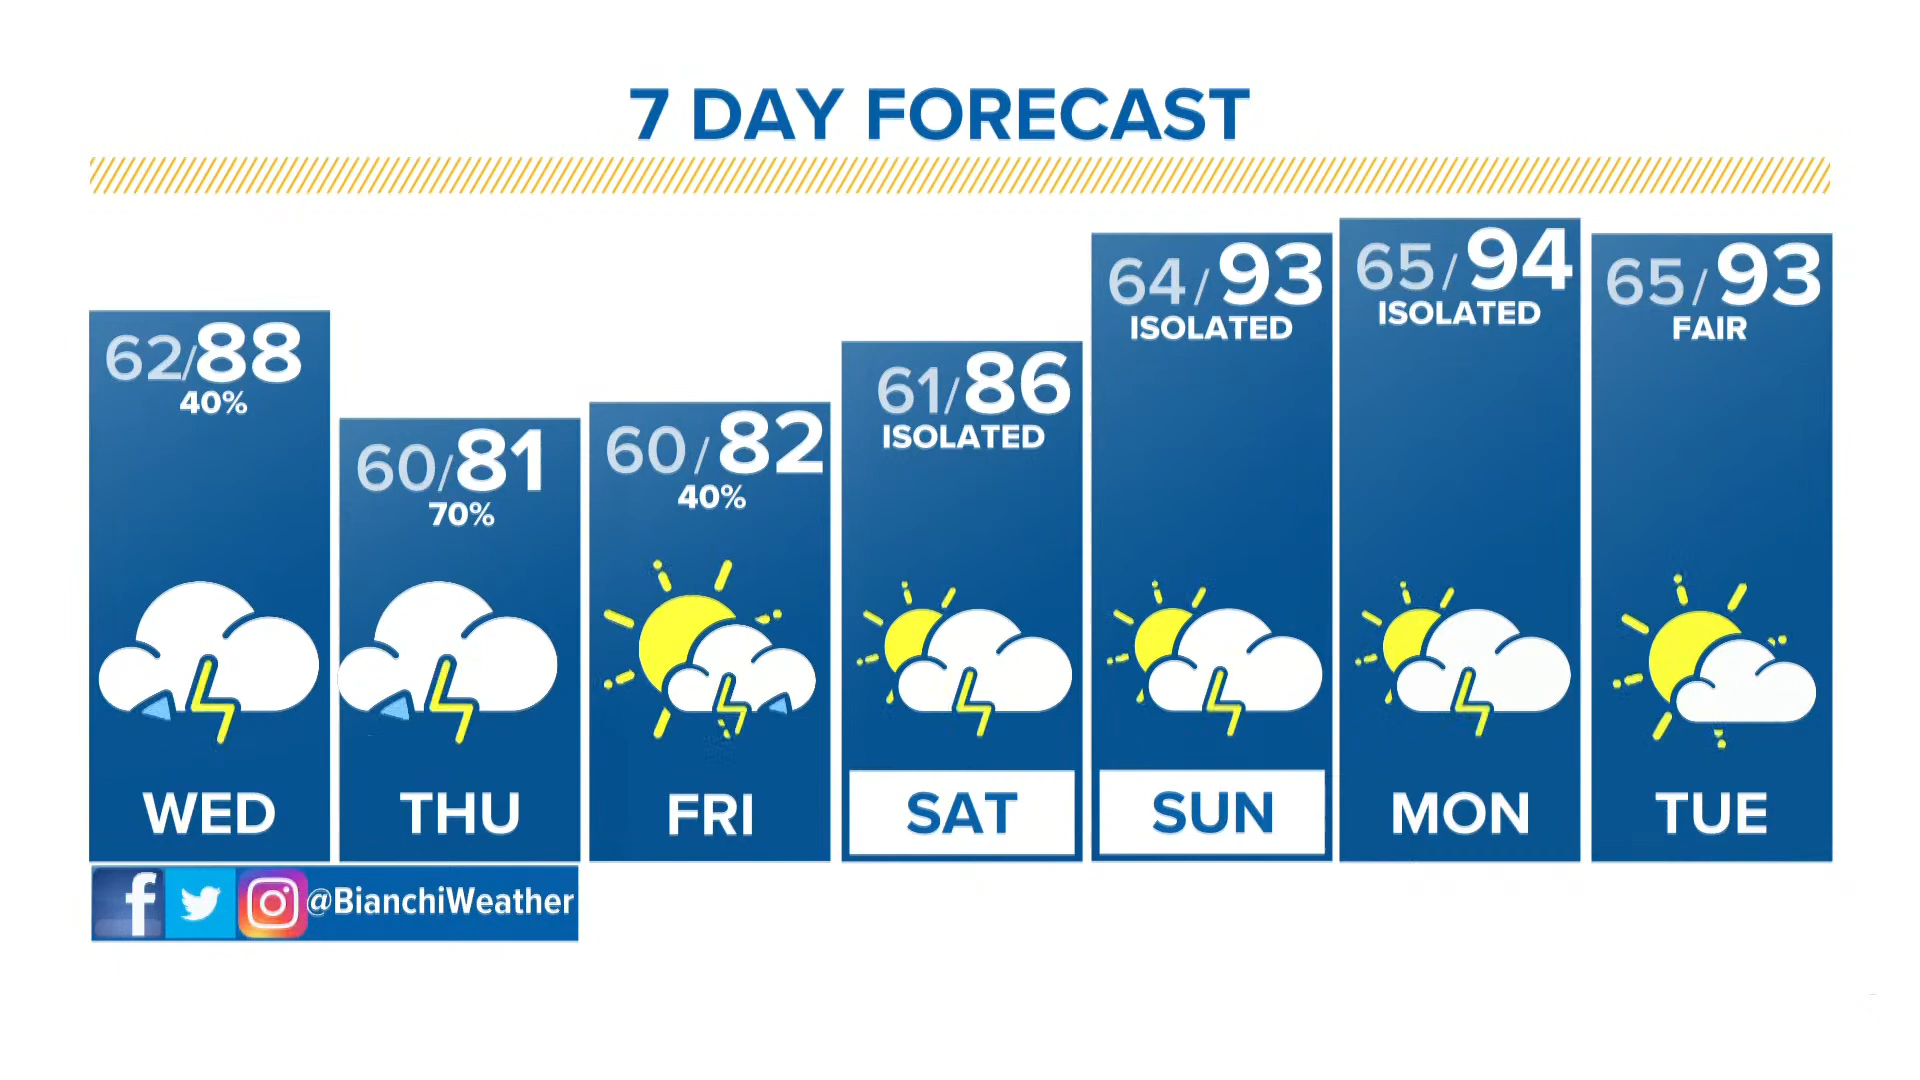 7 DAY FORECAST
62/88
40%
WED
60/81
70%
THU
60/82
40%
FRI
61/86
ISOLATED
SAT
64/93
ISOLATED
SUN
65/94
ISOLATED
MON
65/93
FAIR
TUE
@BianchiWeather